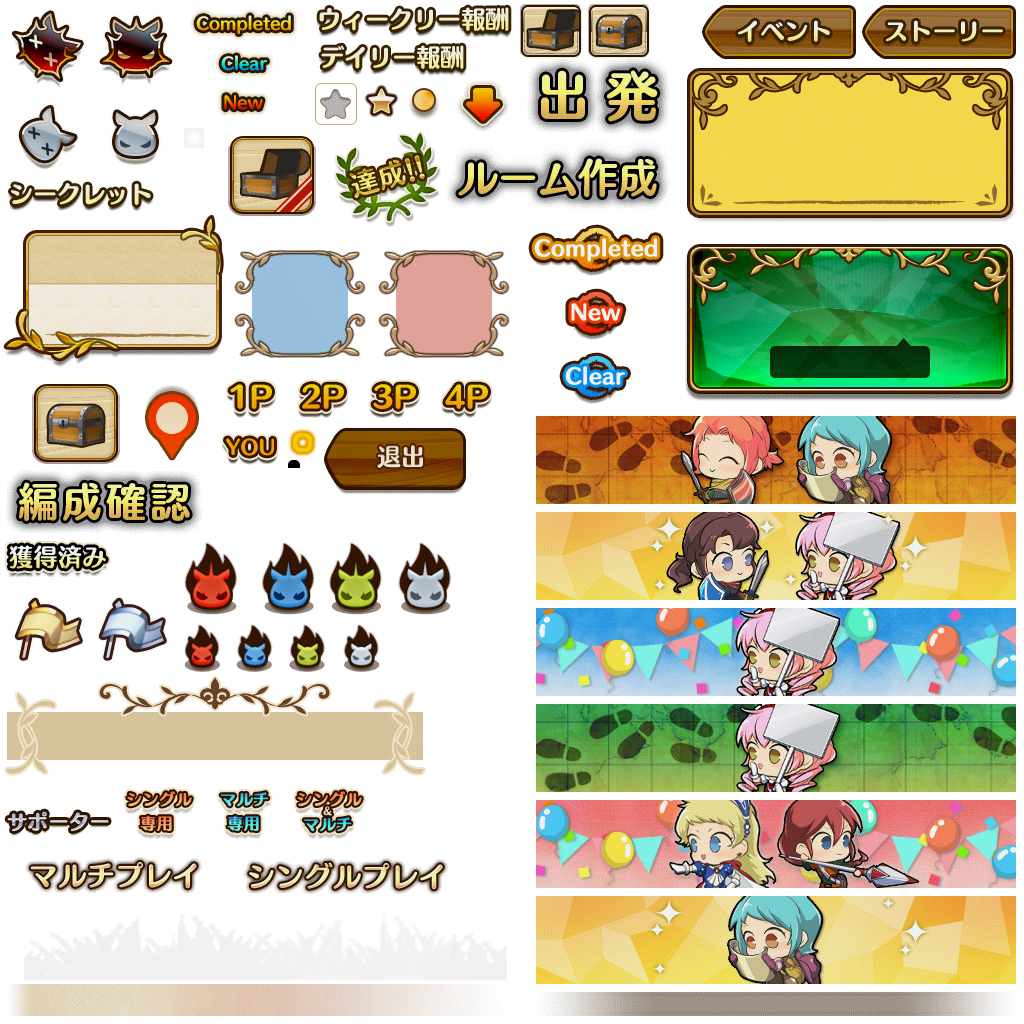 Completed
ウィークリー報酬
イベント
ストーリー
Clear
デイリー報酬
New
出発
達成!!
ルーム作成
シークレット
Completed
New
Clear
1P
2P
3P
4P
YOU
退出
編成確認
獲得済み
サポーター
シングル
専用
マルチ
専用
シングル
&
マルチ
マルチプレイ
シングルプレイ